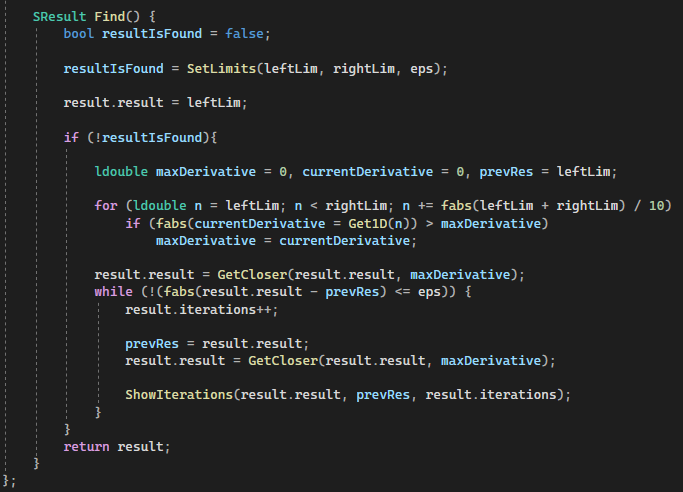 SResult Find() {
bool resultIsFound = false;
resultIsFound = SetLimits(leftLim, rightLim, eps);
result.result = leftLim;
if (!resultIsFound){
ldouble maxDerivative = 0, currentDerivative = 0, prevRes = leftLim;
for (ldouble n = leftLim; n < rightLim; n += fabs(leftLim + rightLim) / 10)
if (fabs(currentDerivative = Get1D(n)) > maxDerivative)
maxDerivative = currentDerivative;
result.result = GetCloser(result.result, maxDerivative);
while (!(fabs(result.result - prevRes) <= eps)) {
result.iterations++;
prevRes = result.result;
result.result = GetCloser(result.result, maxDerivative);
ShowIterations(result.result, prevRes, result.iterations);
}
}
return result;
}
};